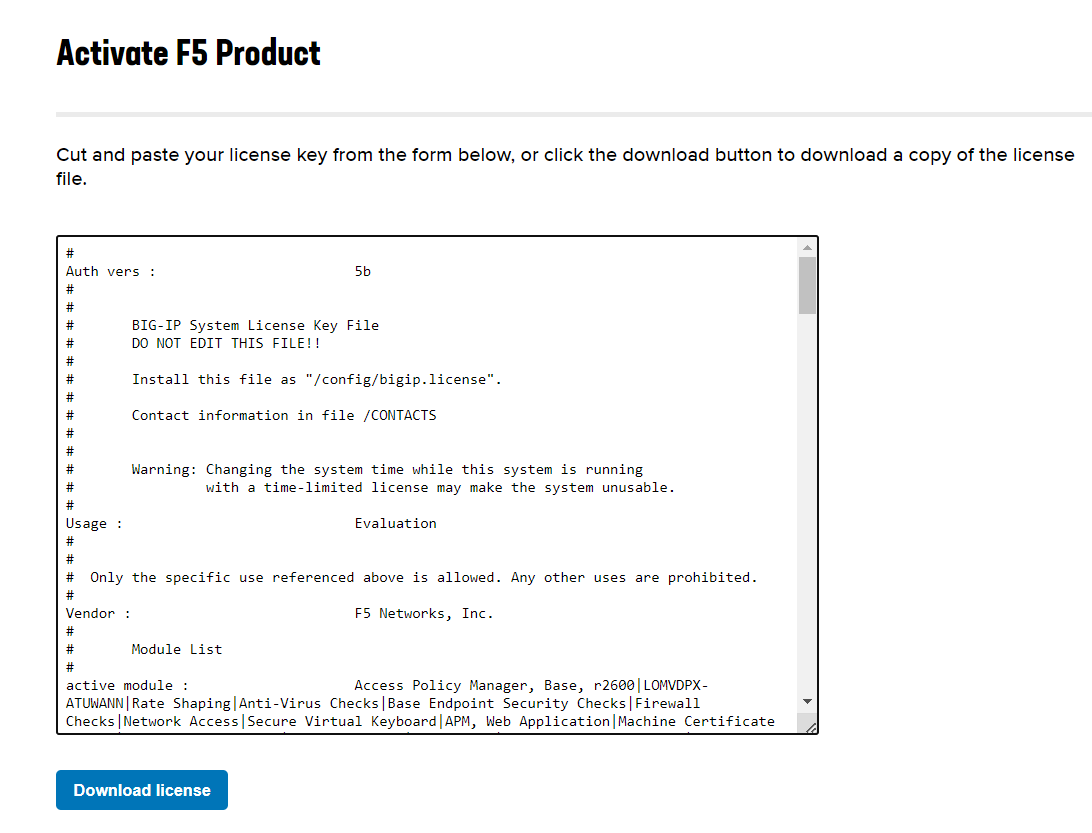 Activate F5 Product
Cut and paste your license key from the form below, or click the download button to download a copy of the license
file.
#
Auth vers : 5b
#
#
# BIG-IP System License Key File
# DO NOT EDIT THIS FILE!!
#
# Install this file as "/config/bigip.license".
#
# Contact information in file /CONTACTS
#
#
# Warning: Changing the system time while this system is running
# with a time-limited license may make the system unusable.
#
Usage : Evaluation
#
#
# Only the specific use referenced above is allowed. Any other uses are prohibited.
#
Vendor : F5 Networks, Inc.
#
# Module List
#
active module : Access Policy Manager, Base, r2600|LOMVDPX-
ATUWANN|Rate Shaping|Anti-Virus Checks|Base Endpoint Security Checks|Firewall
Checks|Network Access|Secure Virtual Keyboard|APM, Web Application|Machine Certificate
Download license